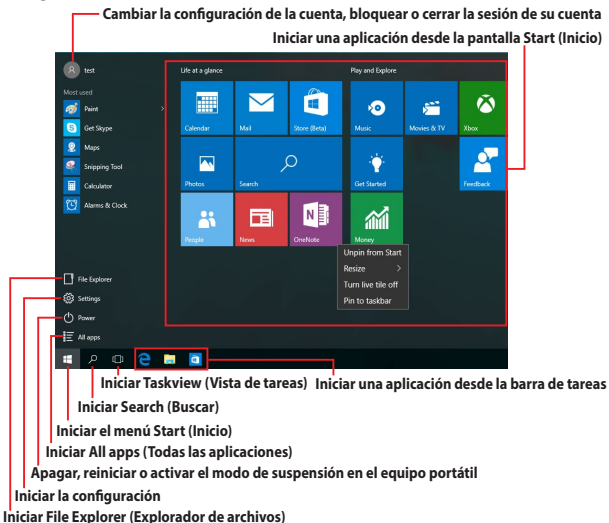 Cambiar la configuración de la cuenta, bloquear o cerrar la sesión de su cuenta
Iniciar una aplicación desde la pantalla Start (Inicio)
test
Life at a glance
Play and Explore
Most used
Paint
Get Skype
Maps
Snipping Tool
Calculator
Alarms & Clock
Calendar
Mail
Store (Beta)
Music
Movies & TV
Xbox
Photos
Search
Get Started
Feedback
People
News
OneNote
Money
Unpin from Start
Resize
Turn live tile off
Pin to taskbar
File Explorer
Settings
Power
All apps
Iniciar Taskview (Vista de tareas)
Iniciar una aplicación desde la barra de tareas
Iniciar Search (Buscar)
Iniciar el menú Start (Inicio)
Iniciar All apps (Todas las aplicaciones)
Apagar, reiniciar o activar el modo de suspensión en el equipo portátil
Iniciar la configuración
Iniciar File Explorer (Explorador de archivos)